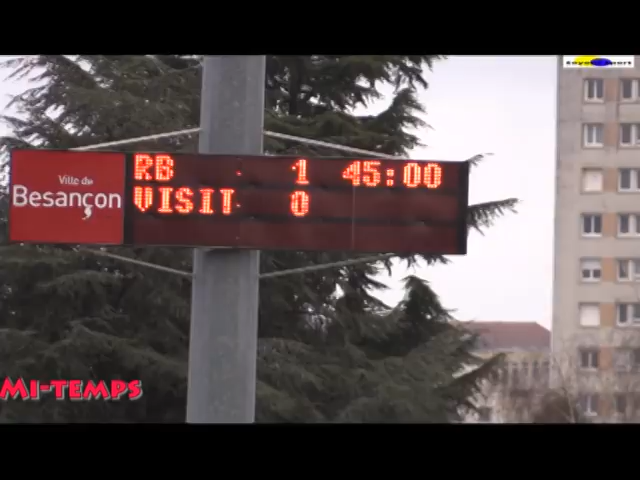 Ville de
Besançon
RB 1 45:00
VISIT 0
MI-TEMPS